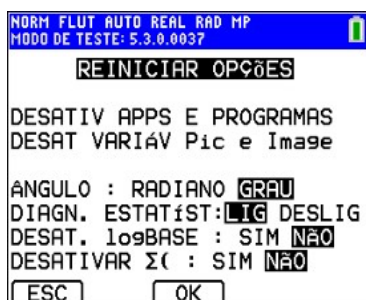 NORM FLUT AUTO REAL RAD MP
MODO DE TESTE: 5.3.0.0037
REINICIAR OPÇõES
DESATIV APPS E PROGRAMAS
DESAT VARIáV Pic e Image
ANGULO : RADIANO GRAU
DIAGN. ESTATíST: LIG DESLIG
DESAT. logBASE : SIM NãO
DESATIVAR Σ( : SIM NãO
ESC OK